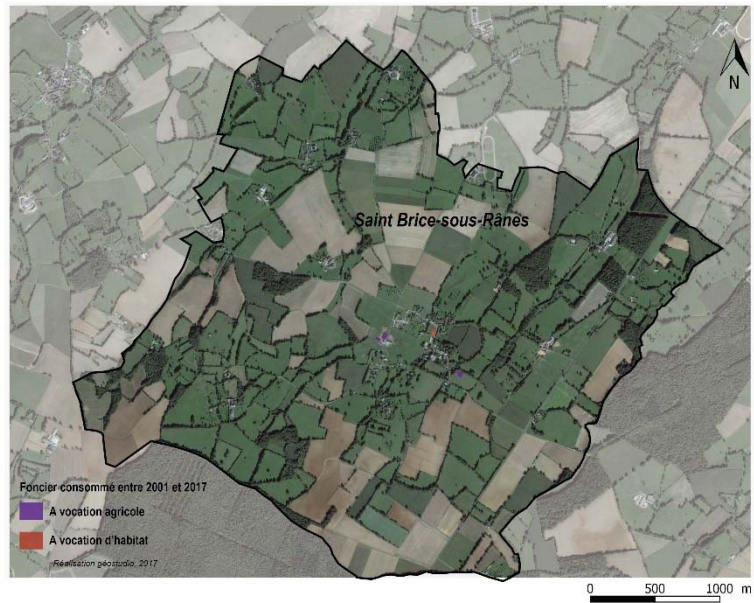 N
Saint Brice-sous-Rânes
Foncier consommé entre 2001 et 2017
A vocation agricole
A vocation d'habitat
Réalisation géostudio, 2017
0 500 1000 m